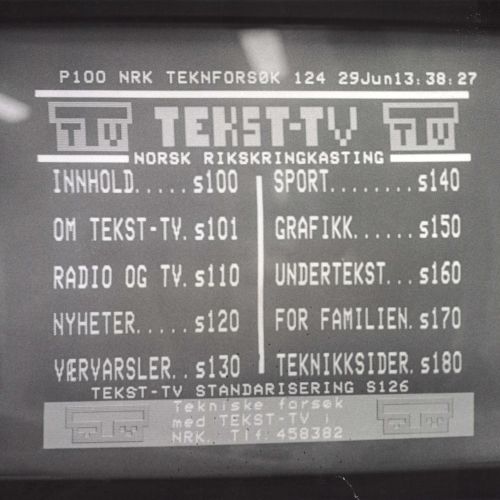 P100 NRK TEKNFORSØK 124 29Jun13:38:27
TTV TEKST-TV TTV
NORSK RIKSKRINGKASTING
INNHOLD.....s100 SPORT........s140
OM TEKST-TV.s101 GRAFIKK......s150
RADIO OG TV.s110 UNDERTEKST...s160
NYHETER.....s120 FOR FAMILIEN.s170
VÆRVARSLER..s130 TEKNIKKSIDER.s180
TEKST-TV STANDARISERING S126
Tekniske forsøk
med TEKST-TV i
NRK. Tlf 458382